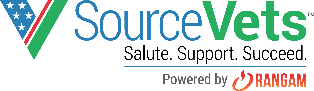 SourceVets™
Salute. Support. Succeed.
Powered by RANGAM